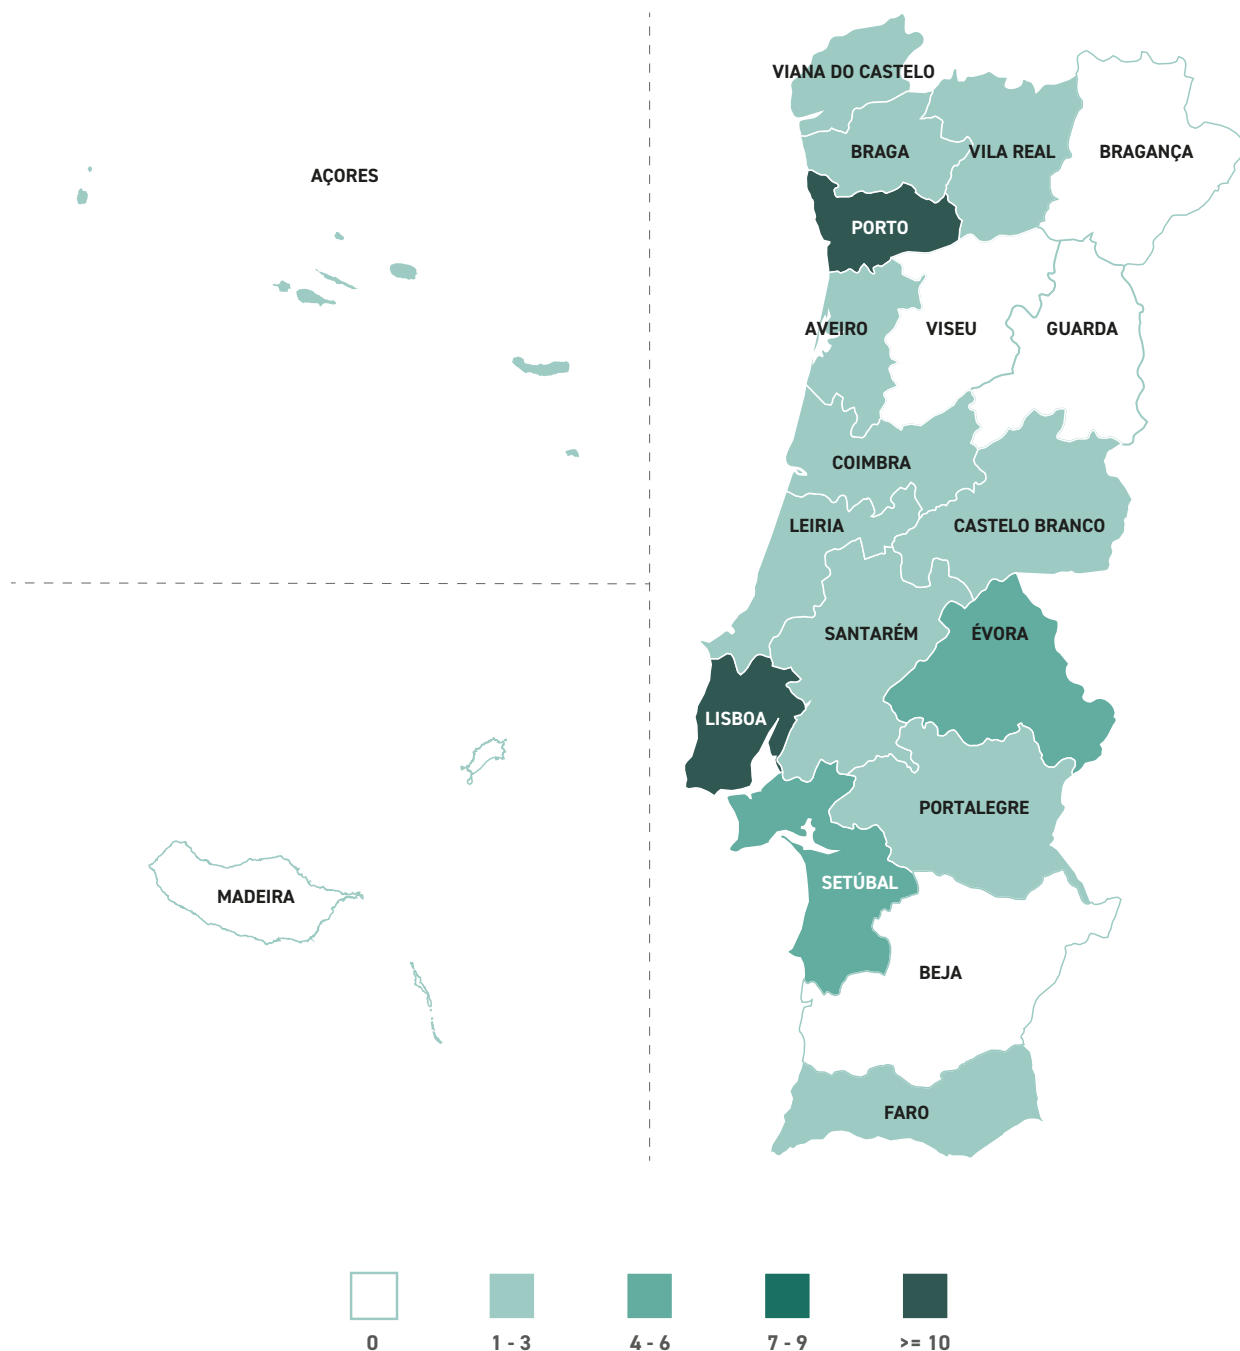 VIANA DO CASTELO
BRAGA
VILA REAL
BRAGANÇA
AÇORES
PORTO
AVEIRO
VISEU
GUARDA
COIMBRA
LEIRIA
CASTELO BRANCO
SANTARÉM
ÉVORA
LISBOA
PORTALEGRE
SETÚBAL
MADEIRA
BEJA
FARO
0
1 - 3
4 - 6
7 - 9
>= 10